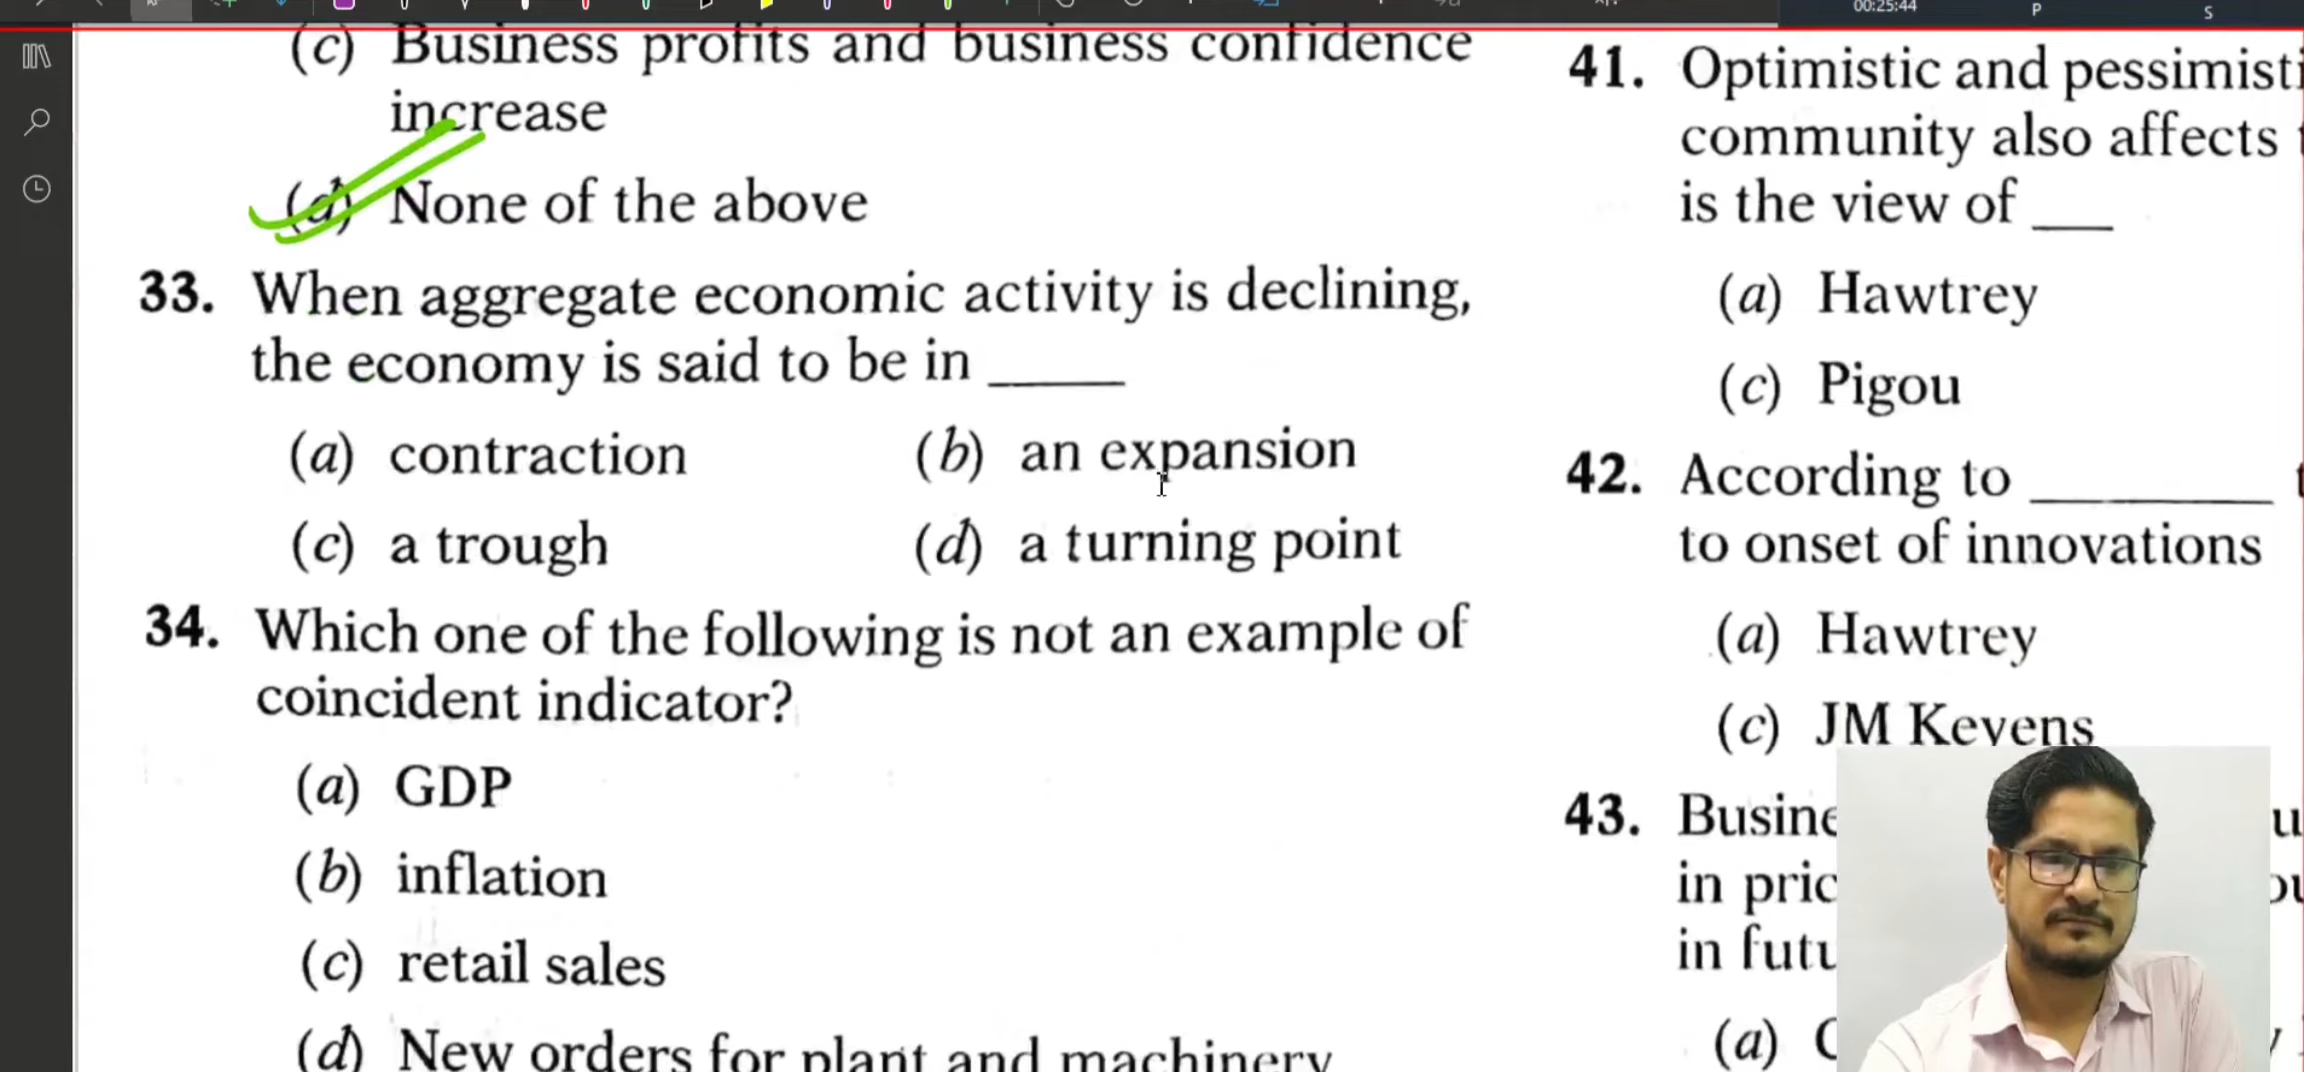 00:25:44
P
S
(c) Business profits and business confidence
increase
(d) None of the above
33. When aggregate economic activity is declining,
the economy is said to be in _____
(a) contraction (b) an expansion
(c) a trough (d) a turning point
34. Which one of the following is not an example of
coincident indicator?
(a) GDP
(b) inflation
(c) retail sales
(d) New orders for plant and machinery
41. Optimistic and pessimisti
community also affects
is the view of ___
(a) Hawtrey
(c) Pigou
42. According to ________
to onset of innovations
(a) Hawtrey
(c) JM Keyens
43. Busine
in pric
in futu
(a)